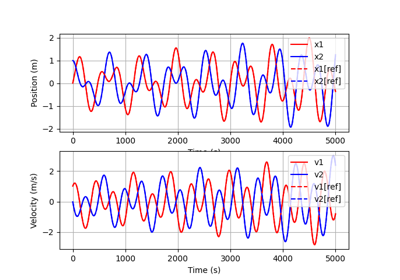 2
1
0
−1
−2
Position (m)
x1
x2
x1[ref]
x2[ref]
0 1000 2000 3000 4000 5000
Time (s)
2
0
−2
Velocity (m/s)
v1
v2
v1[ref]
v2[ref]
0 1000 2000 3000 4000 5000
Time (s)